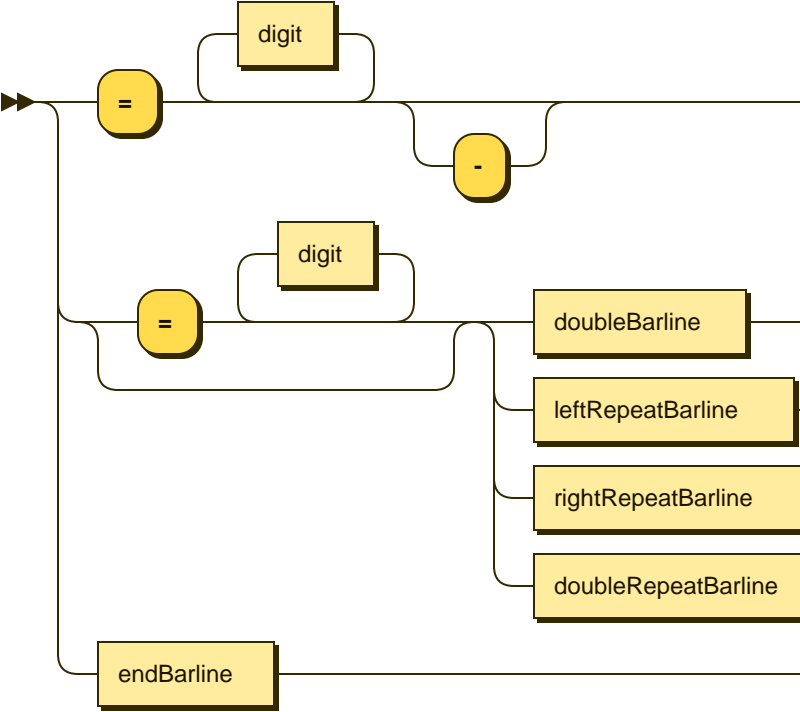 digit
=
-
digit
=
doubleBarline
leftRepeatBarline
rightRepeatBarline
doubleRepeatBarline
endBarline